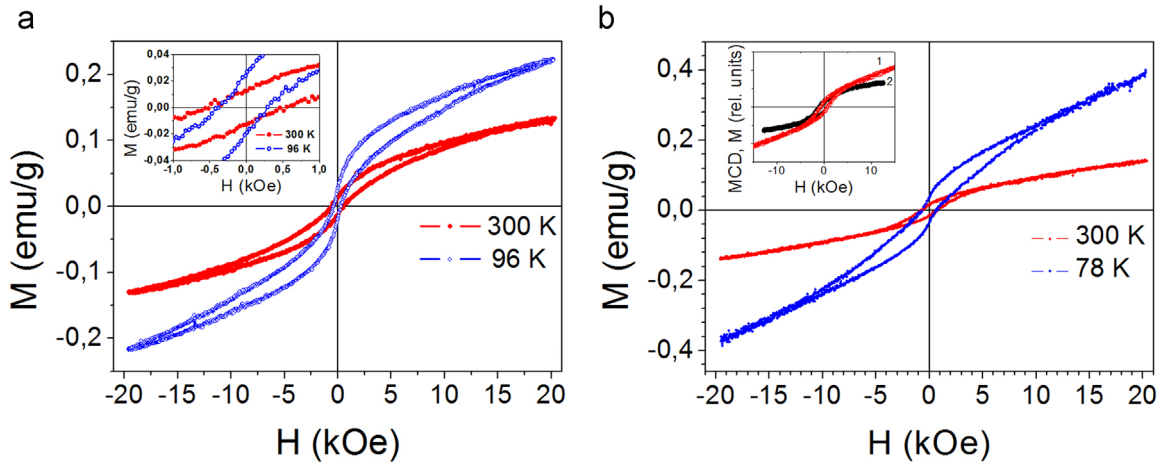 a
0,2
0,1
0,0
-0,1
-0,2
M (emu/g)
-20 -15 -10 -5 0 5 10 15 20
H (kOe)
300 K
96 K
0,04
0,02
0,00
-0,02
-0,04
M (emu/g)
-1,0 -0,5 0,0 0,5 1,0
H (kOe)
300 K
96 K
b
0,4
0,2
0,0
-0,2
-0,4
M (emu/g)
-20 -15 -10 -5 0 5 10 15 20
H (kOe)
300 K
78 K
MCD, M (rel. units)
1
2
-10 0 10
H (kOe)